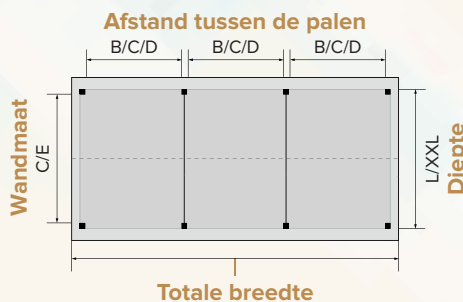 Afstand tussen de palen
B/C/D B/C/D B/C/D
Wandmaat
C/E
L/XXL
Diepte
Totale breedte